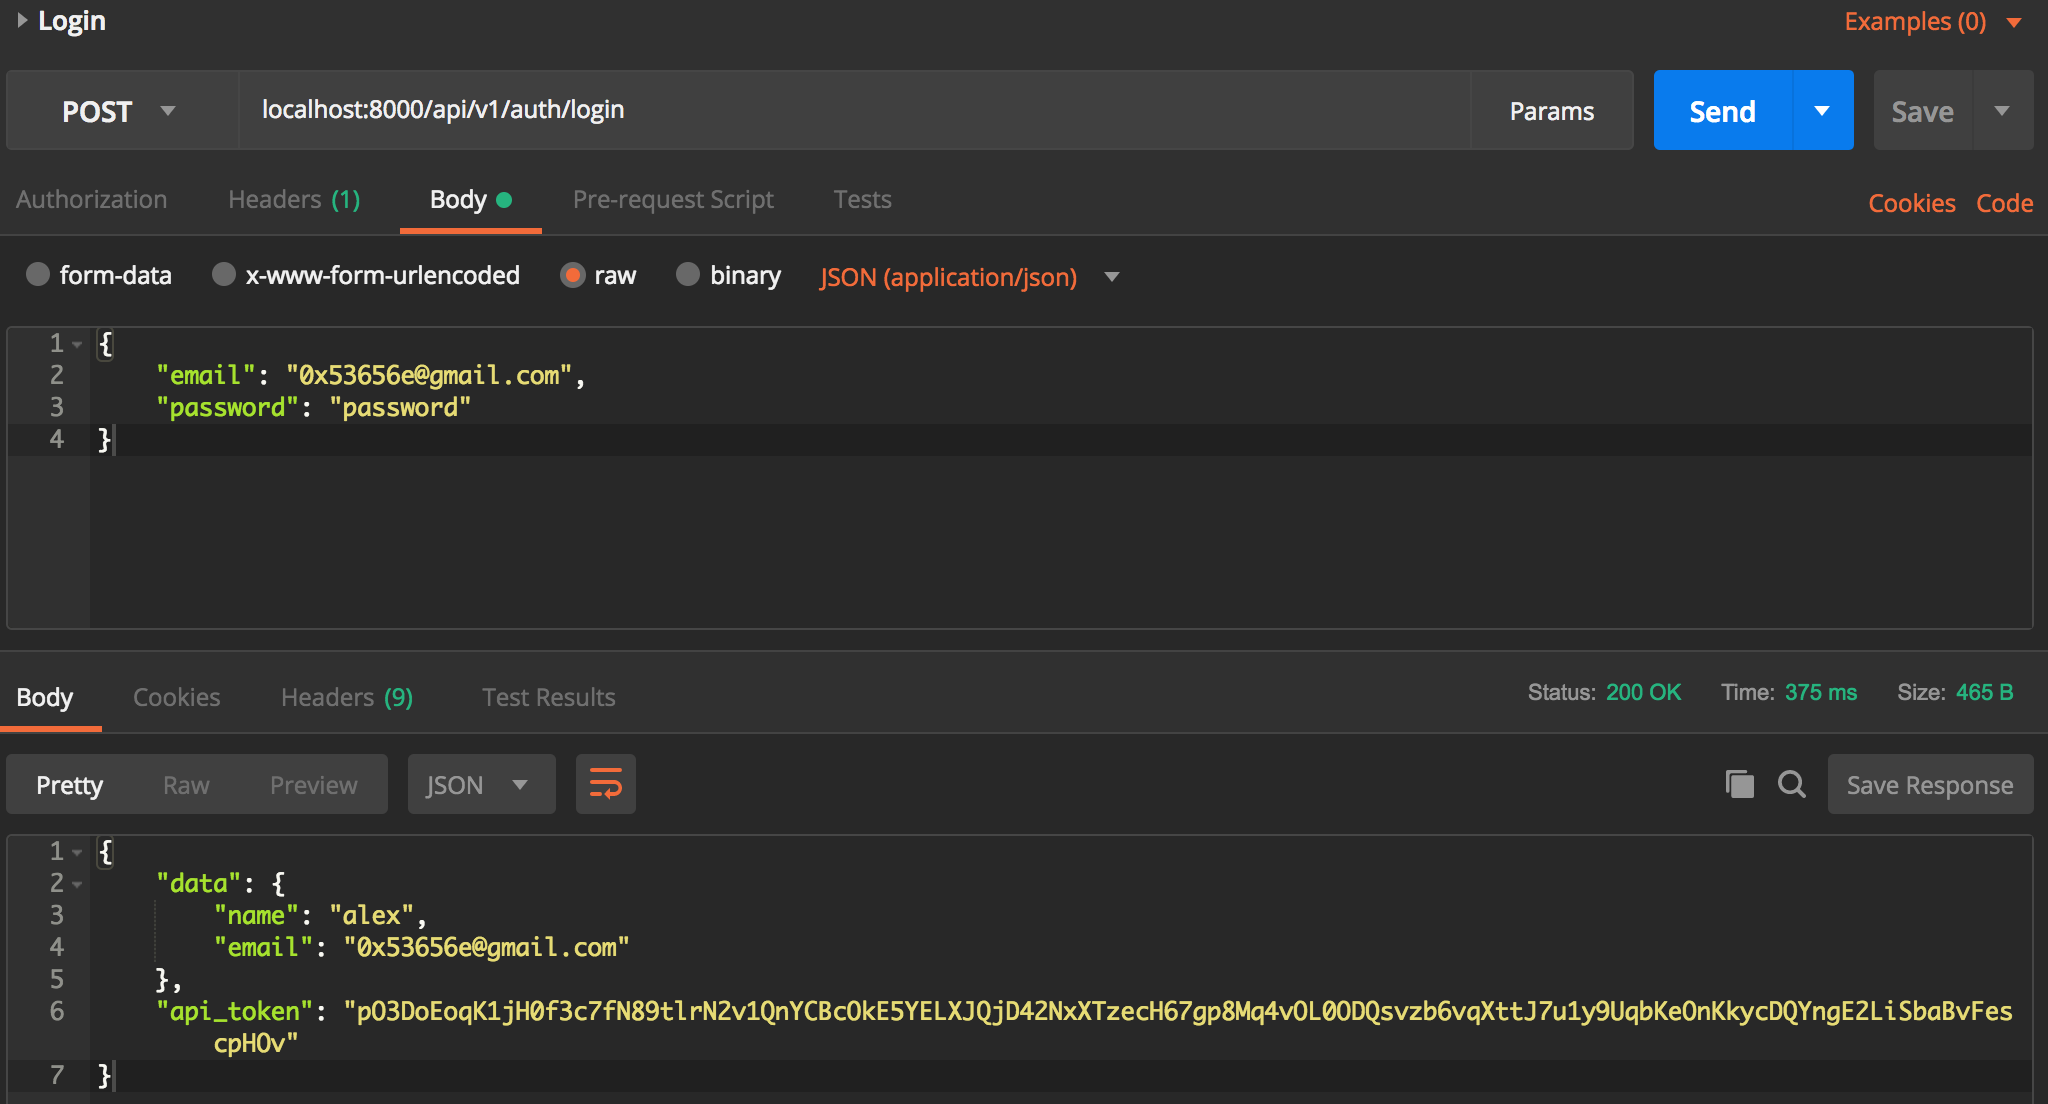 Login
Examples (0)
POST
localhost:8000/api/v1/auth/login
Params
Send
Save
Authorization
Headers (1)
Body
Pre-request Script
Tests
Cookies
Code
form-data
x-www-form-urlencoded
raw
binary
JSON (application/json)
1 {
2 "email": "0x53656e@gmail.com",
3 "password": "password"
4 }
Body
Cookies
Headers (9)
Test Results
Status: 200 OK
Time: 375 ms
Size: 465 B
Pretty
Raw
Preview
JSON
Save Response
1 {
2 "data": {
3 "name": "alex",
4 "email": "0x53656e@gmail.com"
5 },
6 "api_token": "pO3DoEoqK1jH0f3c7fN89tlrN2v1QnYCBcOkE5YELXJQjD42NxXTzecH67gp8Mq4vOL0ODQsvzb6vqXttJ7u1y9UqbKeOnKkycDQYngE2LiSbaBvFes
cpHOv"
7 }